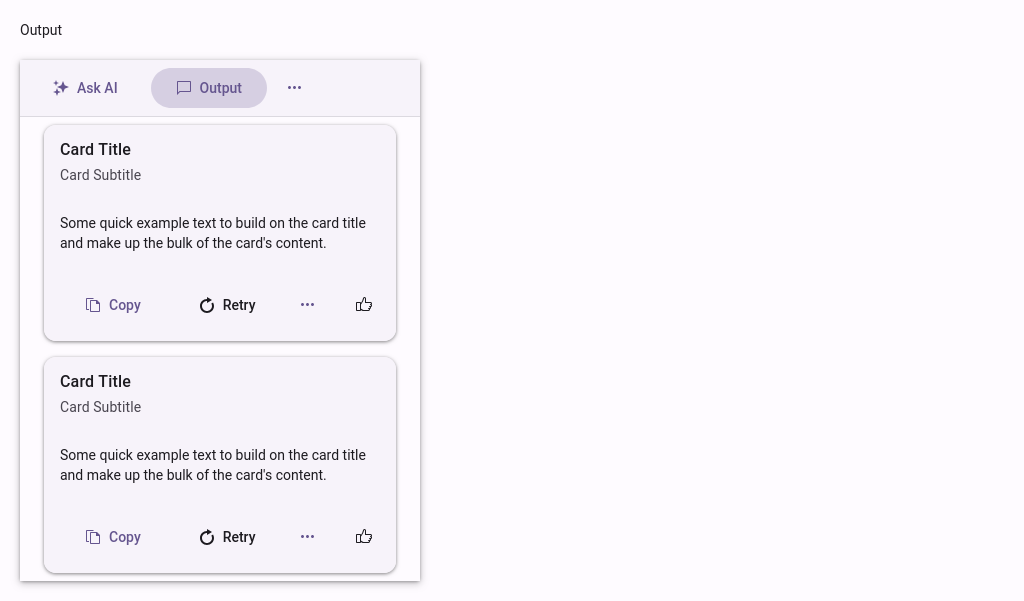 Output
Ask AI
Output
Card Title
Card Subtitle
Some quick example text to build on the card title
and make up the bulk of the card's content.
Copy
Retry
Card Title
Card Subtitle
Some quick example text to build on the card title
and make up the bulk of the card's content.
Copy
Retry